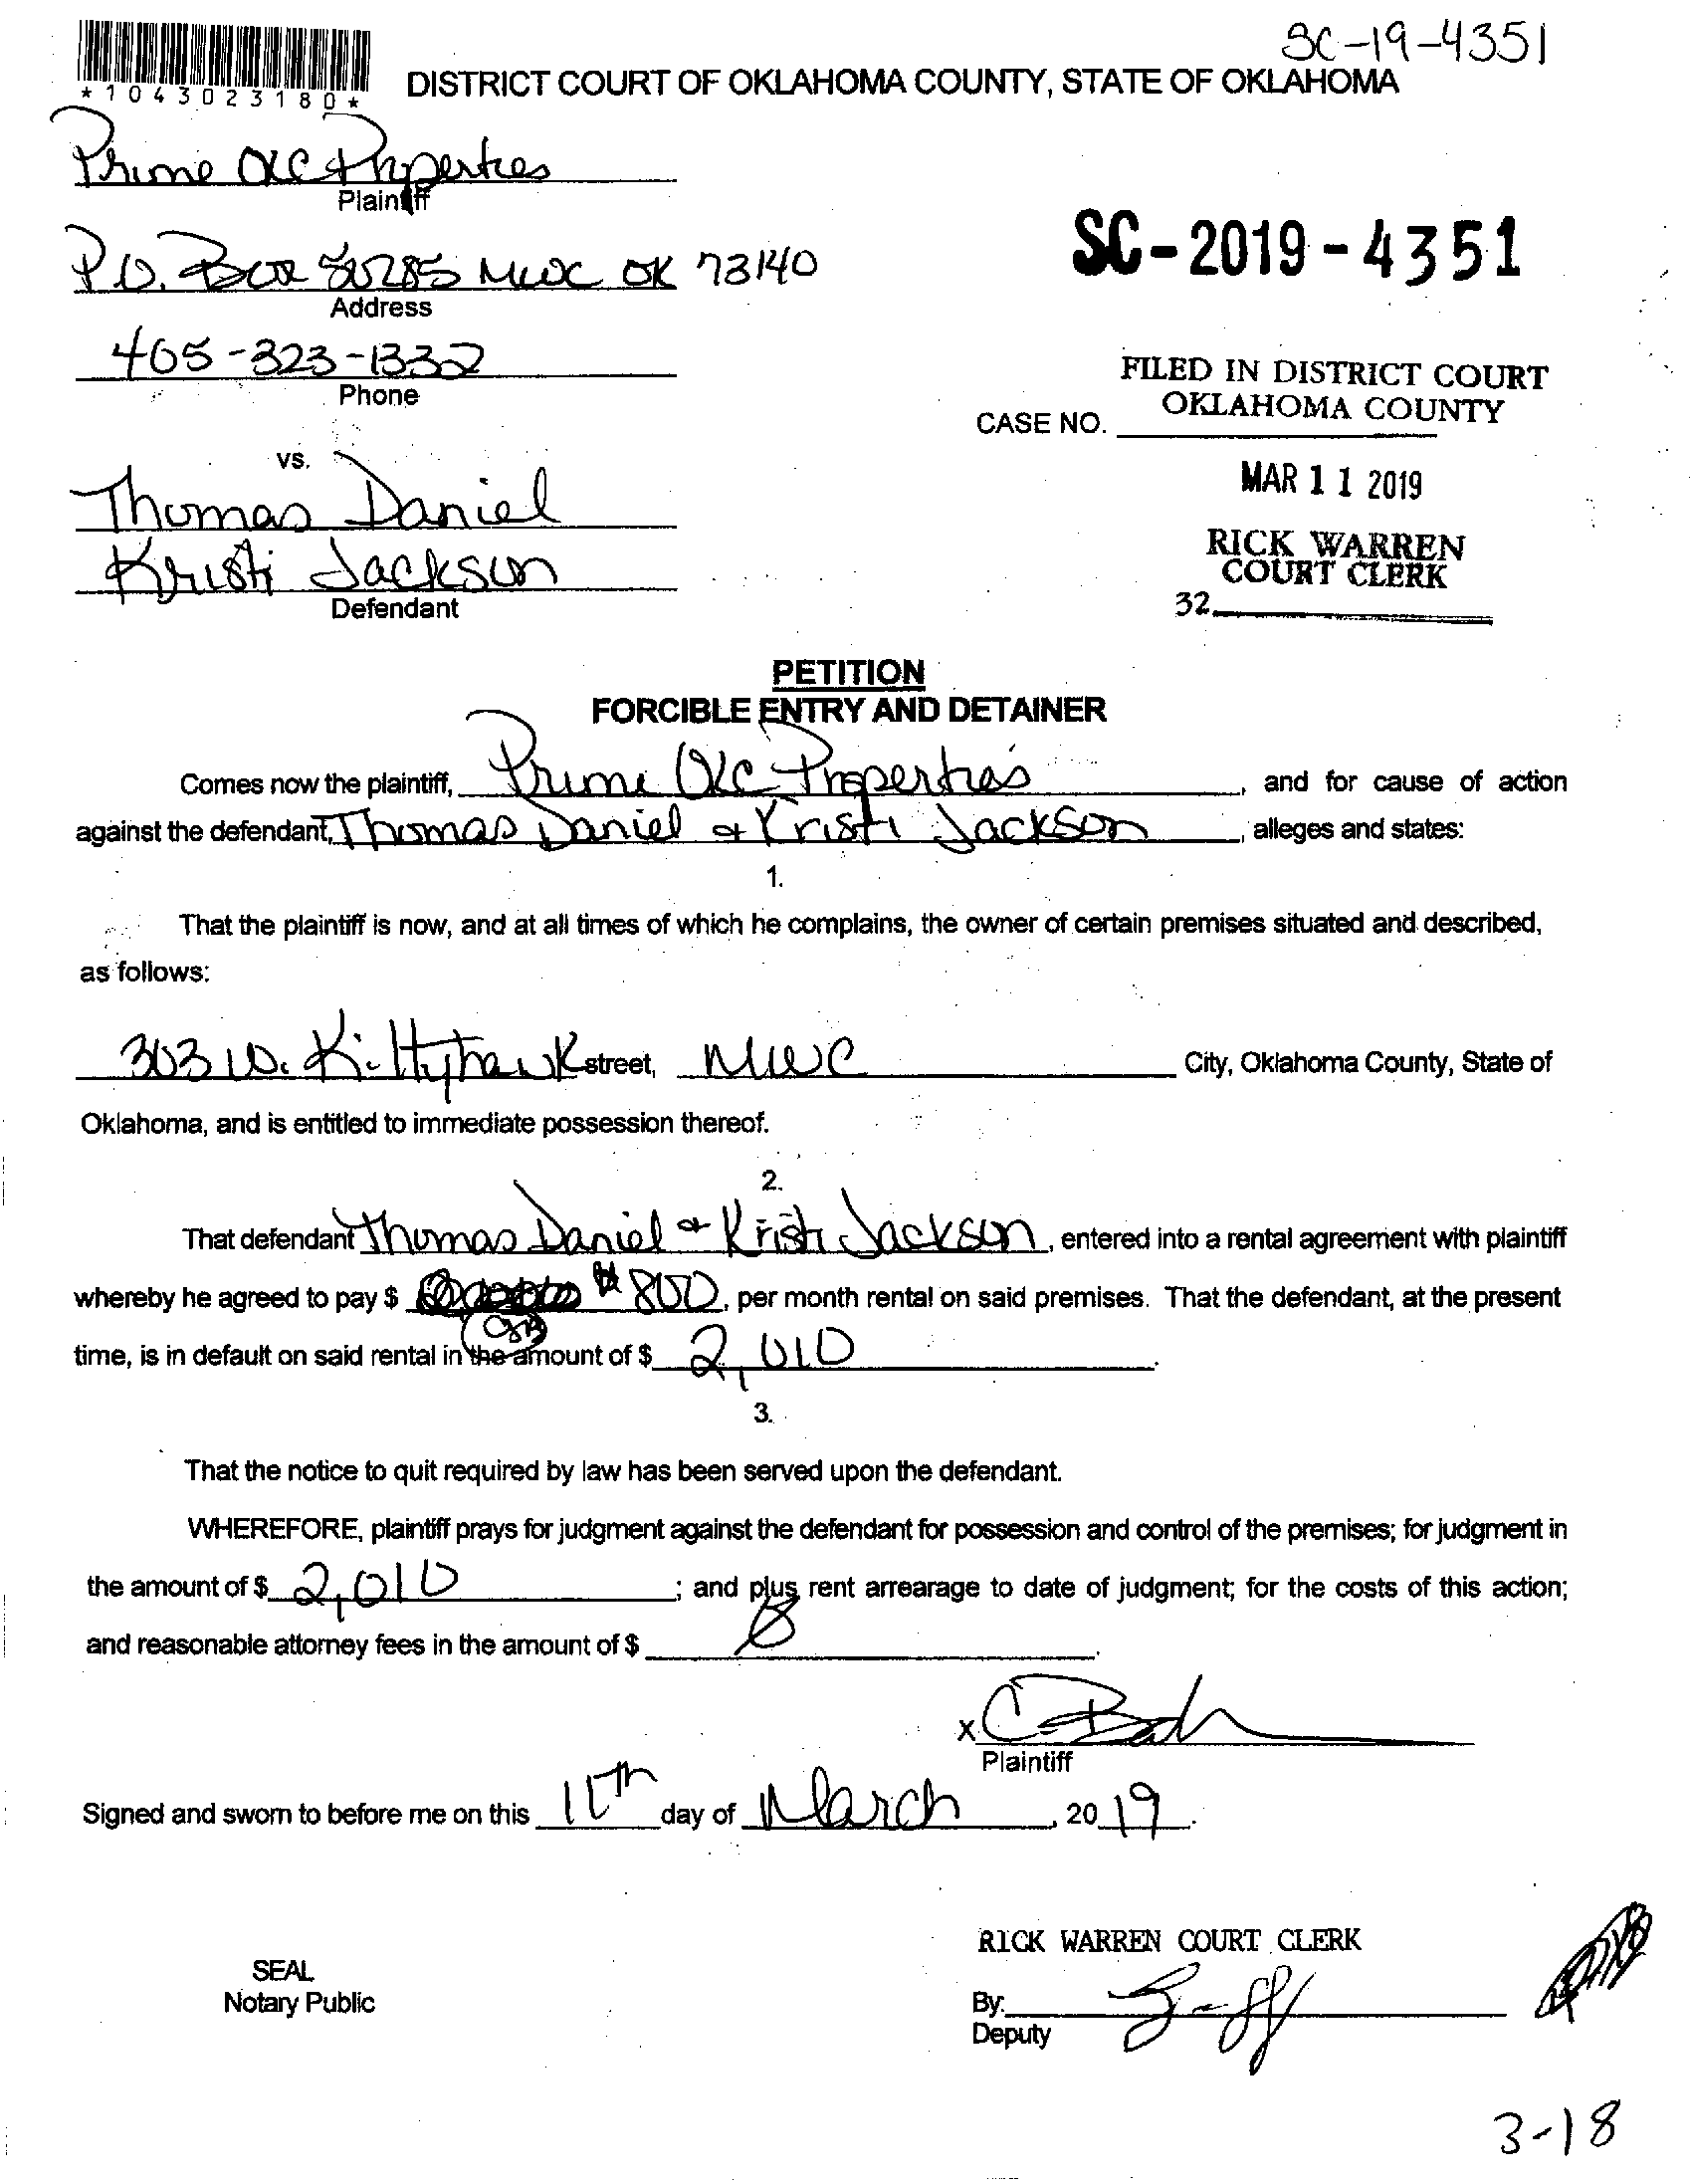 SC-19-4351
*1043023180*
DISTRICT COURT OF OKLAHOMA COUNTY, STATE OF OKLAHOMA
Prime OKC Properties
Plaintiff
P.O. Box MWC OK 73140
Address
SC-2019-4351
405-323-1332
Phone
FILED IN DISTRICT COURT
OKLAHOMA COUNTY
CASE NO.
vs.
MAR 11 2019
Thomas Daniel
RICK WARREN
COURT CLERK
Kristi Jackson
Defendant
32
PETITION
FORCIBLE ENTRY AND DETAINER
Comes now the plaintiff, Prime OKC Properties, and for cause of action
against the defendant, Thomas Daniel & Kristi Jackson, alleges and states:
1.
That the plaintiff is now, and at all times of which he complains, the owner of certain premises situated and described,
as follows:
303 W. Kittyhawk street, MWC City, Oklahoma County, State of
Oklahoma, and is entitled to immediate possession thereof.
2.
That defendant Thomas Daniel & Kristi Jackson, entered into a rental agreement with plaintiff
whereby he agreed to pay $ $800, per month rental on said premises. That the defendant, at the present
time, is in default on said rental in the amount of $ 2,010.
3.
That the notice to quit required by law has been served upon the defendant.
WHEREFORE, plaintiff prays for judgment against the defendant for possession and control of the premises; for judgment in
the amount of $ 2,010; and plus rent arrearage to date of judgment; for the costs of this action;
and reasonable attorney fees in the amount of $
X
Plaintiff
Signed and sworn to before me on this 11th day of March, 2019.
RICK WARREN COURT CLERK
SEAL
Notary Public
By:
Deputy
3-18